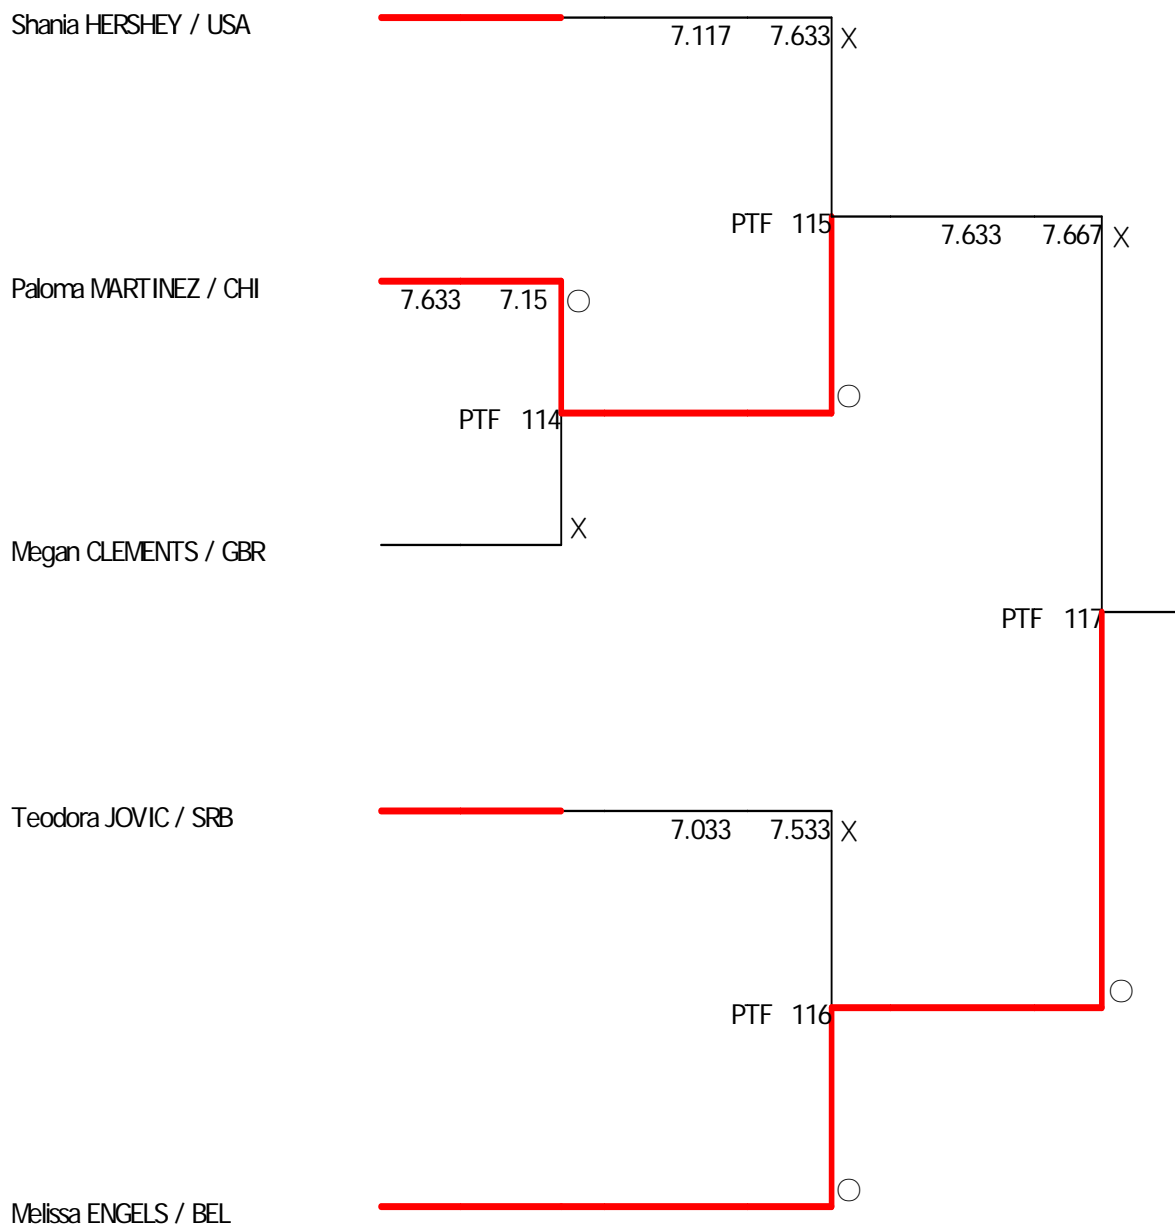 Shania HERSHEY / USA
7.117 7.633 X
PTF 115
7.633 7.667 X
Paloma MARTINEZ / CHI
7.633 7.15 ○
○
PTF 114
X
Megan CLEMENTS / GBR
PTF 117
Teodora JOVIC / SRB
7.033 7.533 X
○
PTF 116
○
Melissa ENGELS / BEL